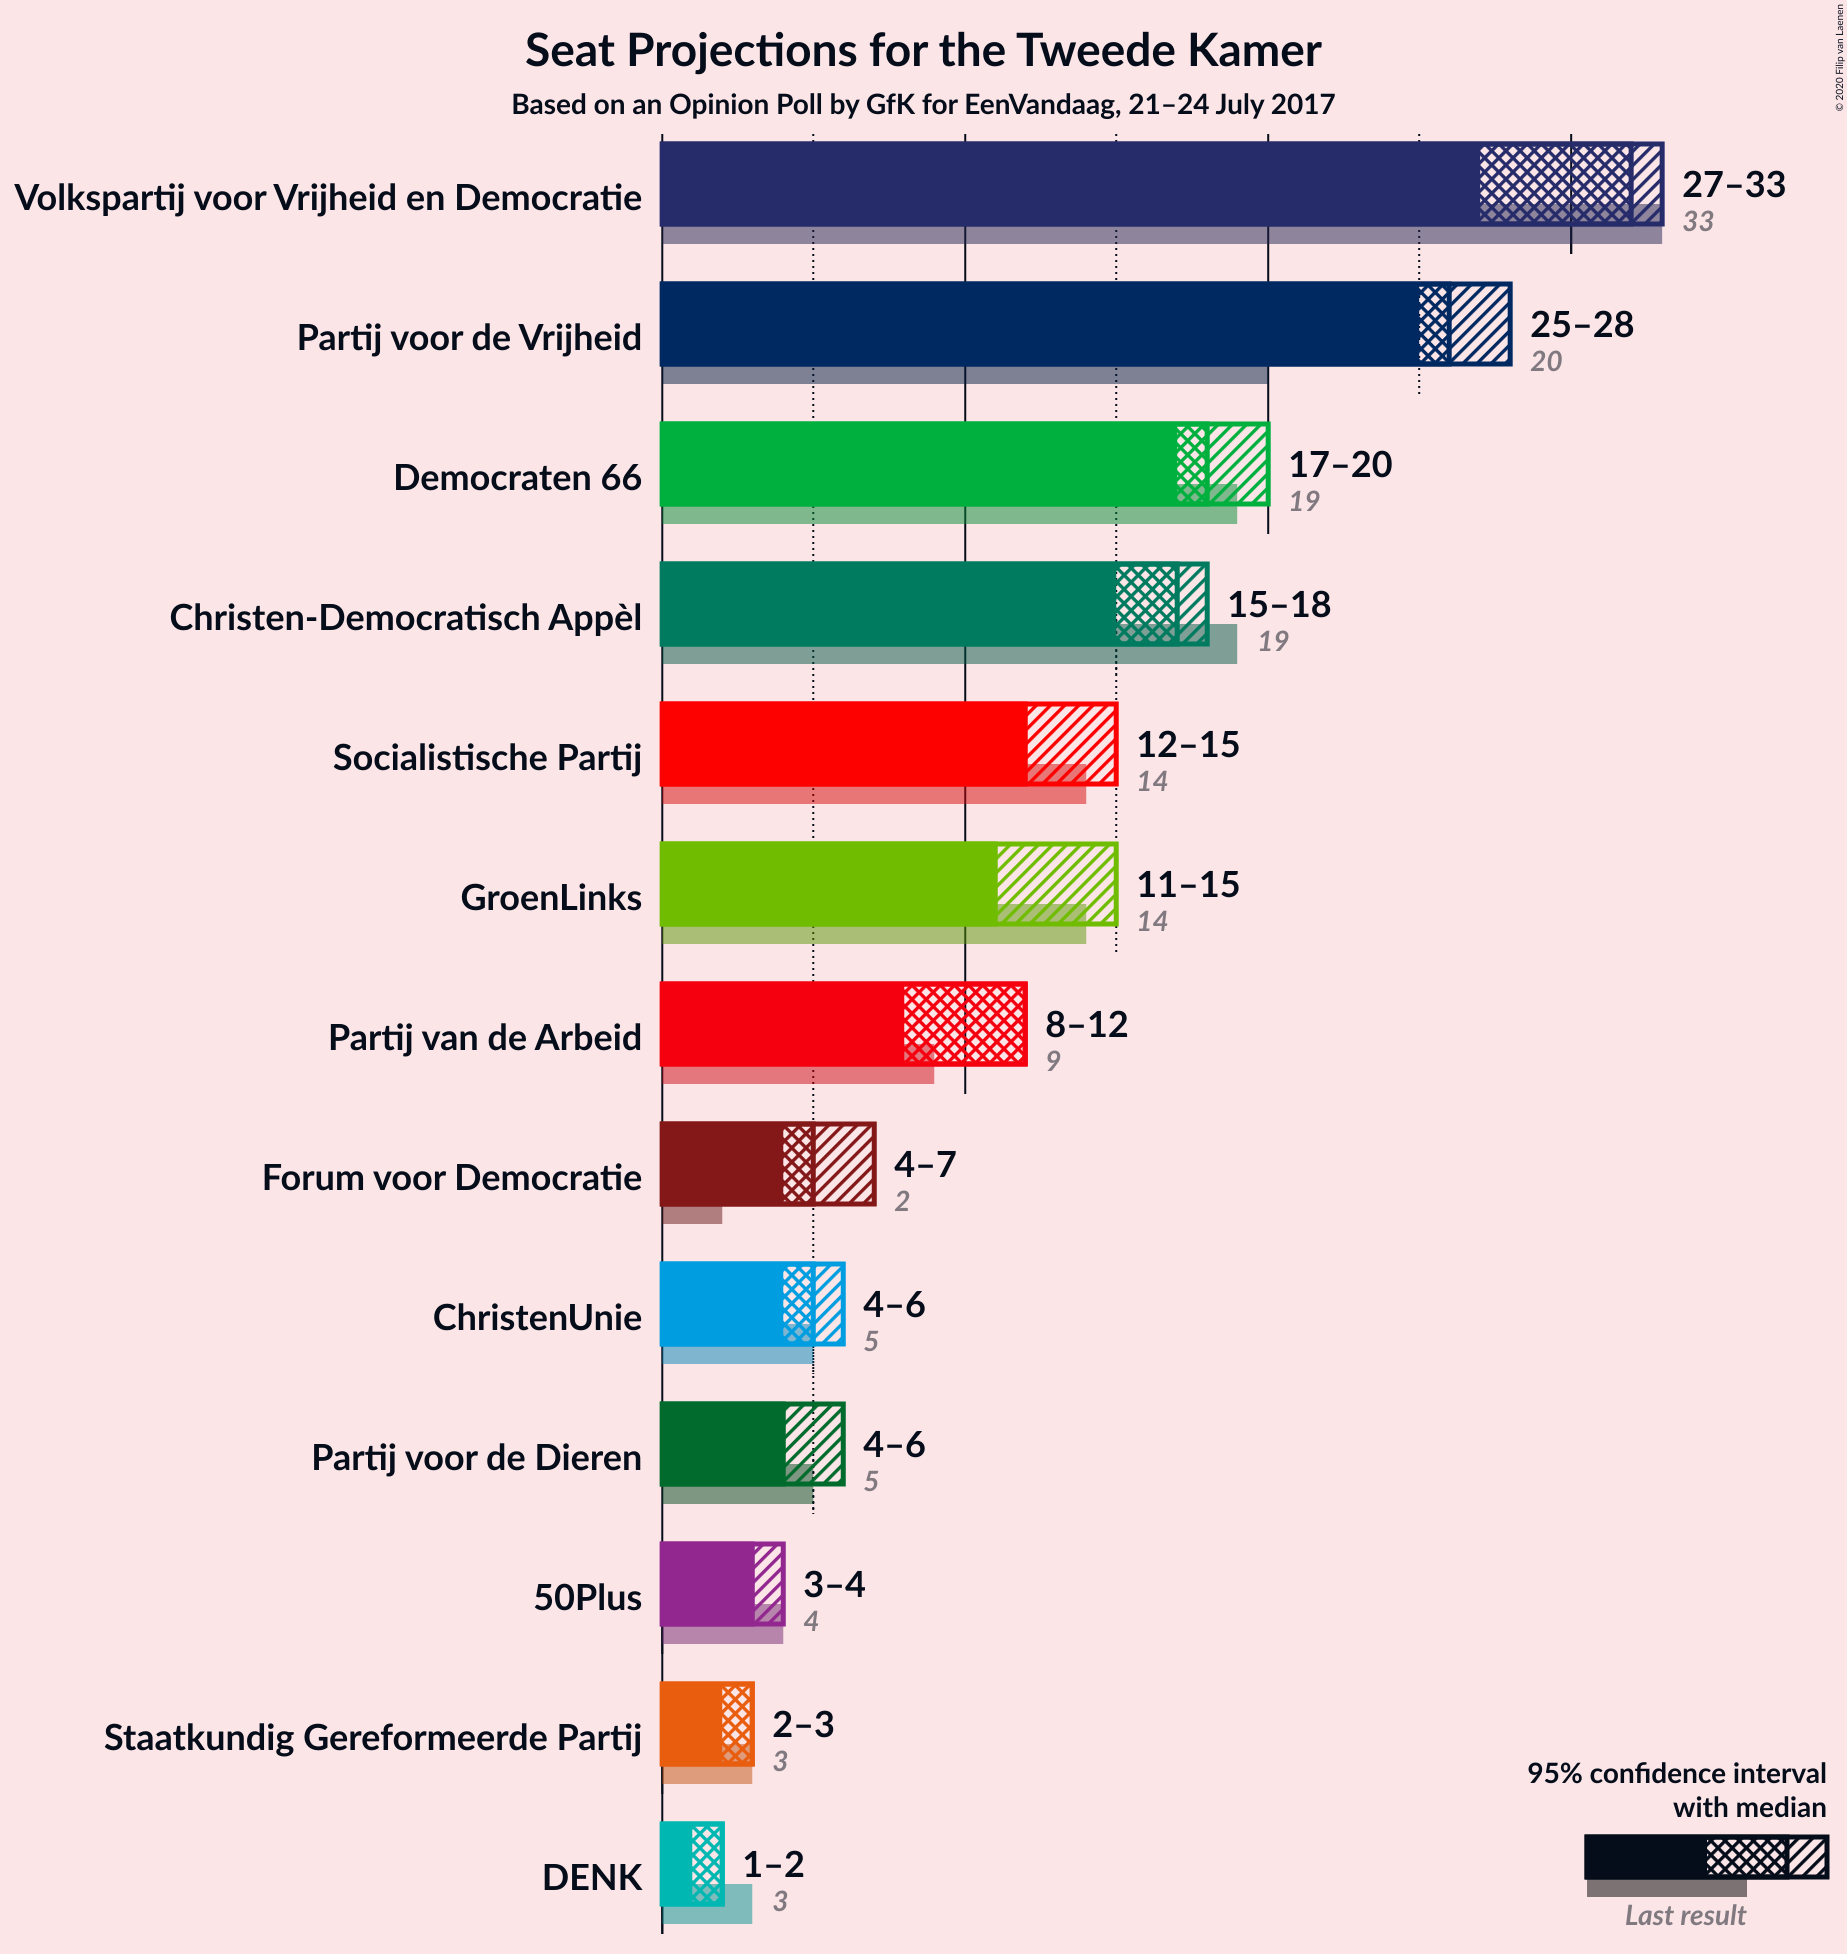 Seat Projections for the Tweede Kamer
Based on an Opinion Poll by GfK for EenVandaag, 21–24 July 2017
© 2020 Filip van Laenen
Volkspartij voor Vrijheid en Democratie
27–33
33
Partij voor de Vrijheid
25–28
20
Democraten 66
17–20
19
Christen-Democratisch Appèl
15–18
19
Socialistische Partij
12–15
14
GroenLinks
11–15
14
Partij van de Arbeid
8–12
9
Forum voor Democratie
4–7
2
ChristenUnie
4–6
5
Partij voor de Dieren
4–6
5
50Plus
3–4
4
Staatkundig Gereformeerde Partij
2–3
3
DENK
1–2
3
95% confidence interval
with median
Last result